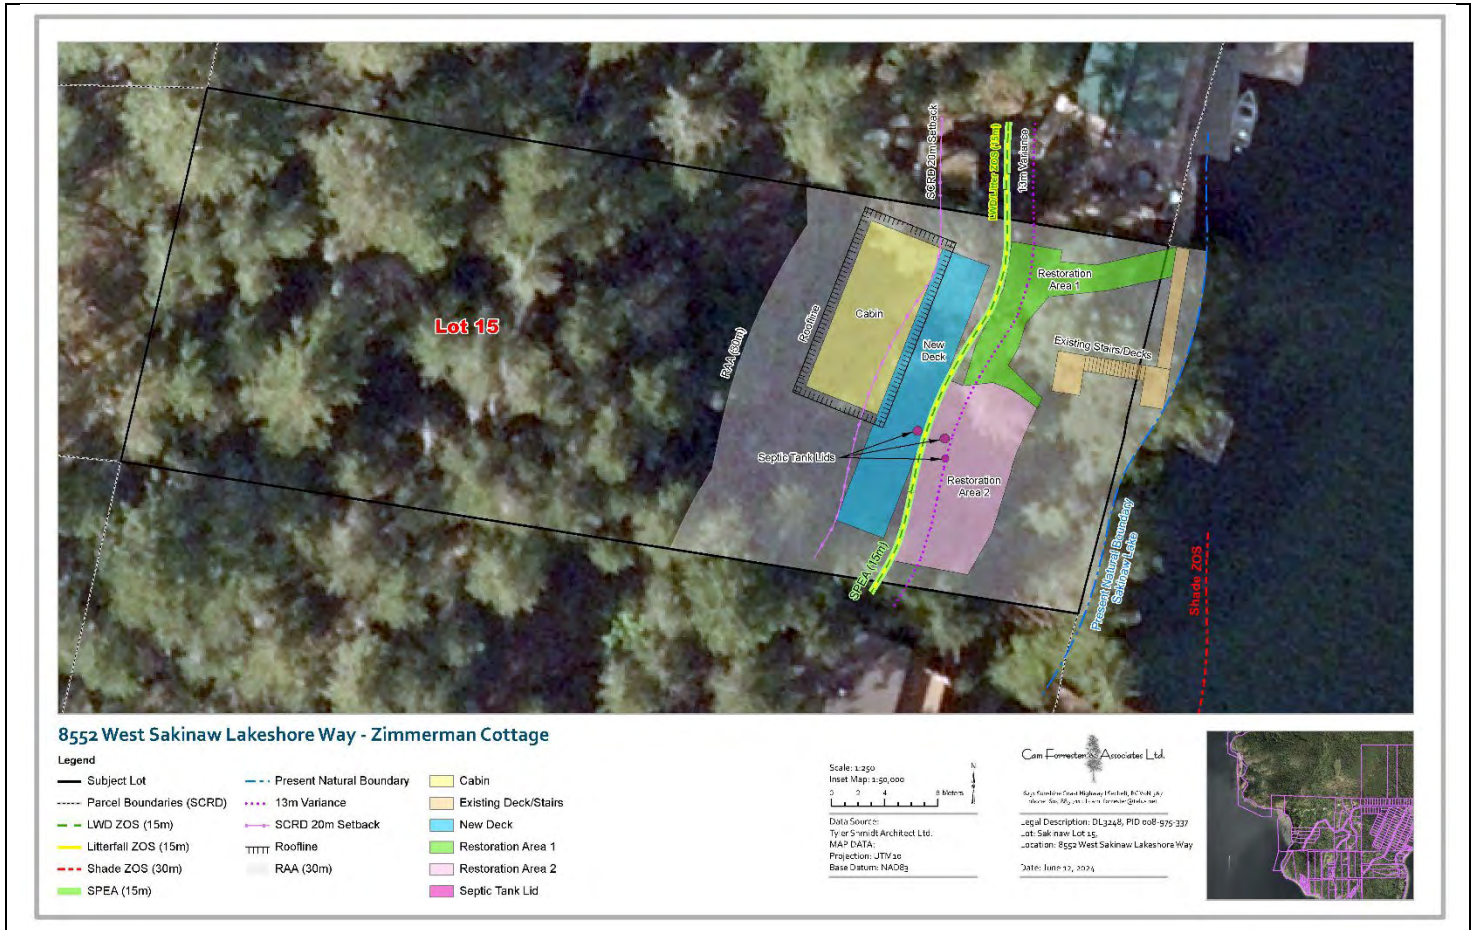 SCRD 20m Setback
LWD/Litter ZOS (15m)
13m Variance
Restoration
Area 1
Roofline
Cabin
New
Deck
Existing Stairs/Decks
Lot 15
RAA (30m)
Septic Tank Lids
Restoration
Area 2
SPEA (15m)
Present Natural Boundary
Sakinaw Lake
Shade ZOS
8552 West Sakinaw Lakeshore Way - Zimmerman Cottage
Legend
Subject Lot
Parcel Boundaries (SCRD)
LWD ZOS (15m)
Litterfall ZOS (15m)
Shade ZOS (30m)
SPEA (15m)
Present Natural Boundary
13m Variance
SCRD 20m Setback
Roofline
RAA (30m)
Cabin
Existing Deck/Stairs
New Deck
Restoration Area 1
Restoration Area 2
Septic Tank Lid
Scale: 1:250
Inset Map: 1:50,000
0 2 4 8 Meters
N
Data Source:
Tyler Shmidt Architect Ltd.
MAP DATA:
Projection: UTM10
Base Datum: NAD83
Cam Forrester & Associates Ltd.
Legal Description: DL3248, PID 008-975-337
Lot: Sakinaw Lot 15,
Location: 8552 West Sakinaw Lakeshore Way
Date: June 12, 2024